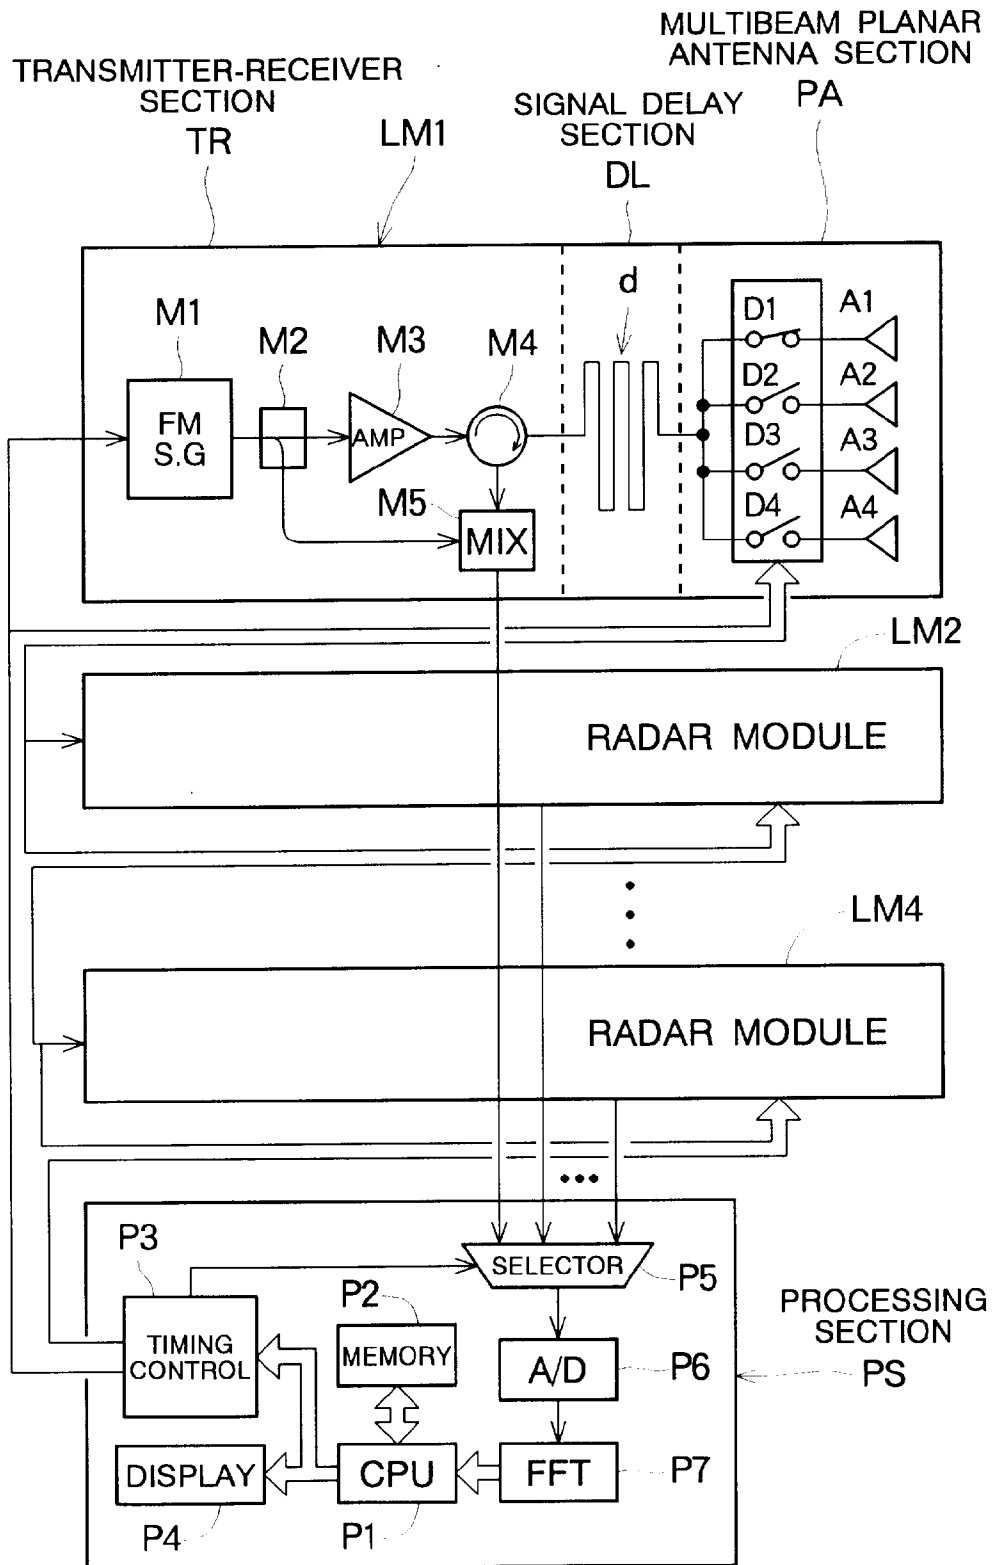 MULTIBEAM PLANAR
ANTENNA SECTION
PA
TRANSMITTER-RECEIVER
SECTION
TR
LM1
SIGNAL DELAY
SECTION
DL
d
M1
M2
M3
M4
D1
A1
D2
A2
D3
A3
D4
A4
FM
S.G
AMP
M5
MIX
LM2
RADAR MODULE
LM4
RADAR MODULE
P3
SELECTOR
P5
P2
PROCESSING
SECTION
PS
TIMING
CONTROL
MEMORY
A/D
P6
DISPLAY
CPU
FFT
P7
P4
P1